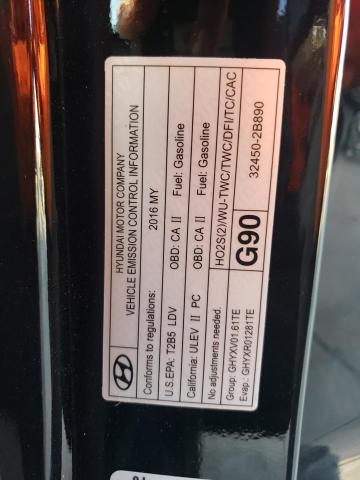 HYUNDAI MOTOR COMPANY
VEHICLE EMISSION CONTROL INFORMATION
Conforms to regulations: 2016 MY
U.S.EPA: T2B5 LDV OBD: CA II Fuel: Gasoline
California: ULEV II PC OBD: CA II Fuel: Gasoline
No adjustments needed. HO2S(2)/WU-TWC/TWC/DFI/TC/CAC
Group: GHYXV01.61TE
Evap.: GHYXR01281TE
G90
32450-2B890